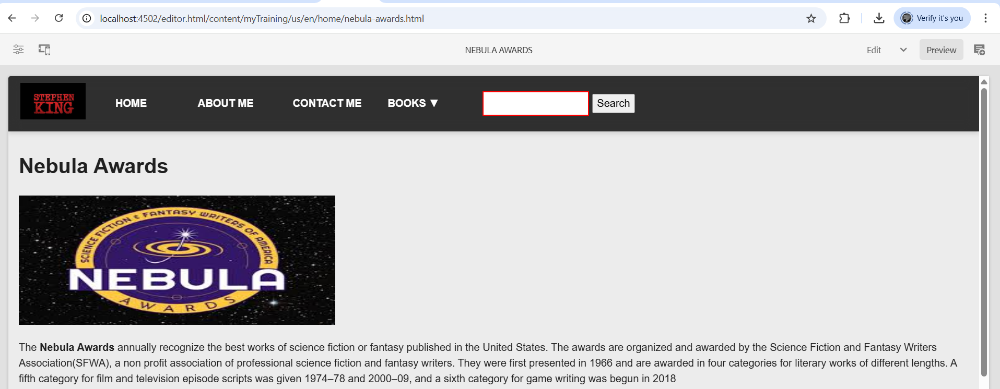 localhost:4502/editor.html/content/myTraining/us/en/home/nebula-awards.html
Verify it's you
NEBULA AWARDS
Edit
Preview
STEPHEN
KING
HOME
ABOUT ME
CONTACT ME
BOOKS ▼
Search
Nebula Awards
SCIENCE FICTION & FANTASY WRITERS OF AMERICA
NEBULA
AWARDS
The Nebula Awards annually recognize the best works of science fiction or fantasy published in the United States. The awards are organized and awarded by the Science Fiction and Fantasy Writers
Association(SFWA), a non profit association of professional science fiction and fantasy writers. They were first presented in 1966 and are awarded in four categories for literary works of different lengths. A
fifth category for film and television episode scripts was given 1974–78 and 2000–09, and a sixth category for game writing was begun in 2018